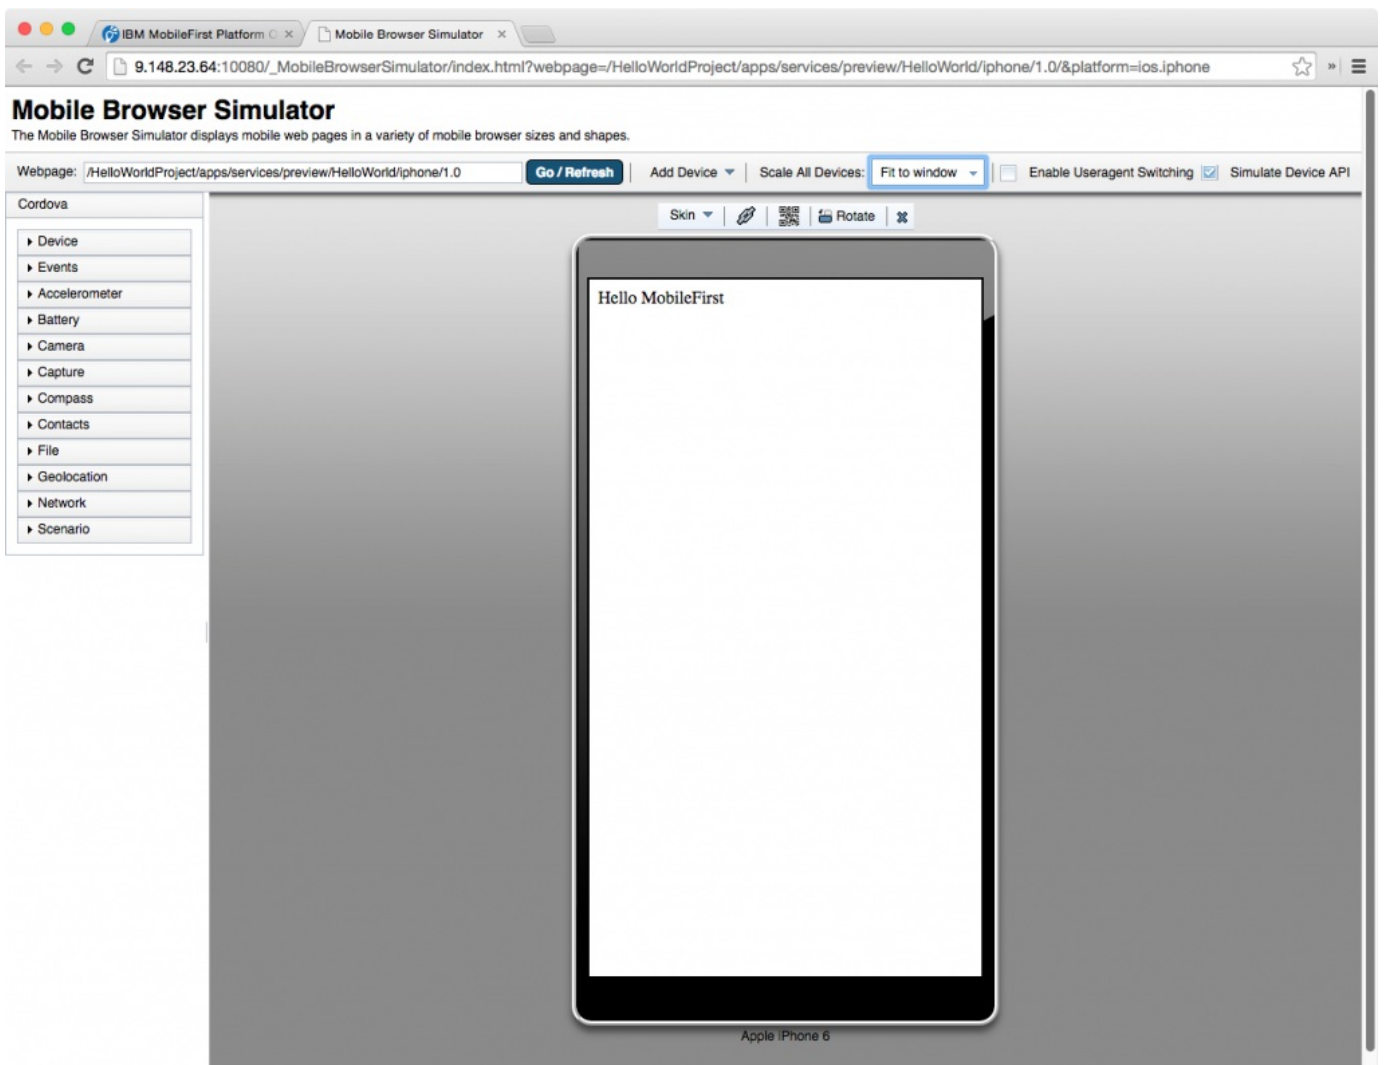 IBM MobileFirst Platform C
Mobile Browser Simulator
9.148.23.64:10080/_MobileBrowserSimulator/index.html?webpage=/HelloWorldProject/apps/services/preview/HelloWorld/iphone/1.0/&platform=ios.iphone
Mobile Browser Simulator
The Mobile Browser Simulator displays mobile web pages in a variety of mobile browser sizes and shapes.
Webpage: /HelloWorldProject/apps/services/preview/HelloWorld/iphone/1.0 Go / Refresh Add Device Scale All Devices: Fit to window Enable Useragent Switching Simulate Device API
Cordova
Skin Rotate
Device
Events
Accelerometer
Battery
Camera
Capture
Compass
Contacts
File
Geolocation
Network
Scenario
Hello MobileFirst
Apple iPhone 6